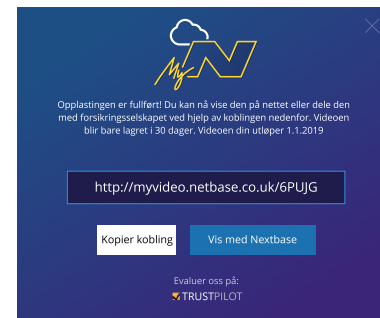 My N
Opplastingen er fullført! Du kan nå vise den på nettet eller dele den
med forsikringsselskapet ved hjelp av koblingen nedenfor. Videoen
blir bare lagret i 30 dager. Videoen din utløper 1.1.2019
http://myvideo.netbase.co.uk/6PUJG
Kopier kobling
Vis med Nextbase
Evaluer oss på:
TRUSTPILOT